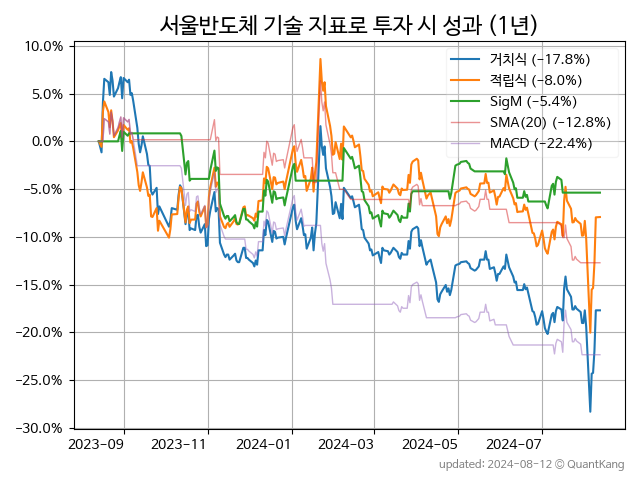 서울반도체 기술 지표로 투자 시 성과 (1년)
10.0%
5.0%
0.0%
−5.0%
−10.0%
−15.0%
−20.0%
−25.0%
−30.0%
거치식 (−17.8%)
적립식 (−8.0%)
SigM (−5.4%)
SMA(20) (−12.8%)
MACD (−22.4%)
2023−09 2023−11 2024−01 2024−03 2024−05 2024−07
updated: 2024-08-12 © QuantKang